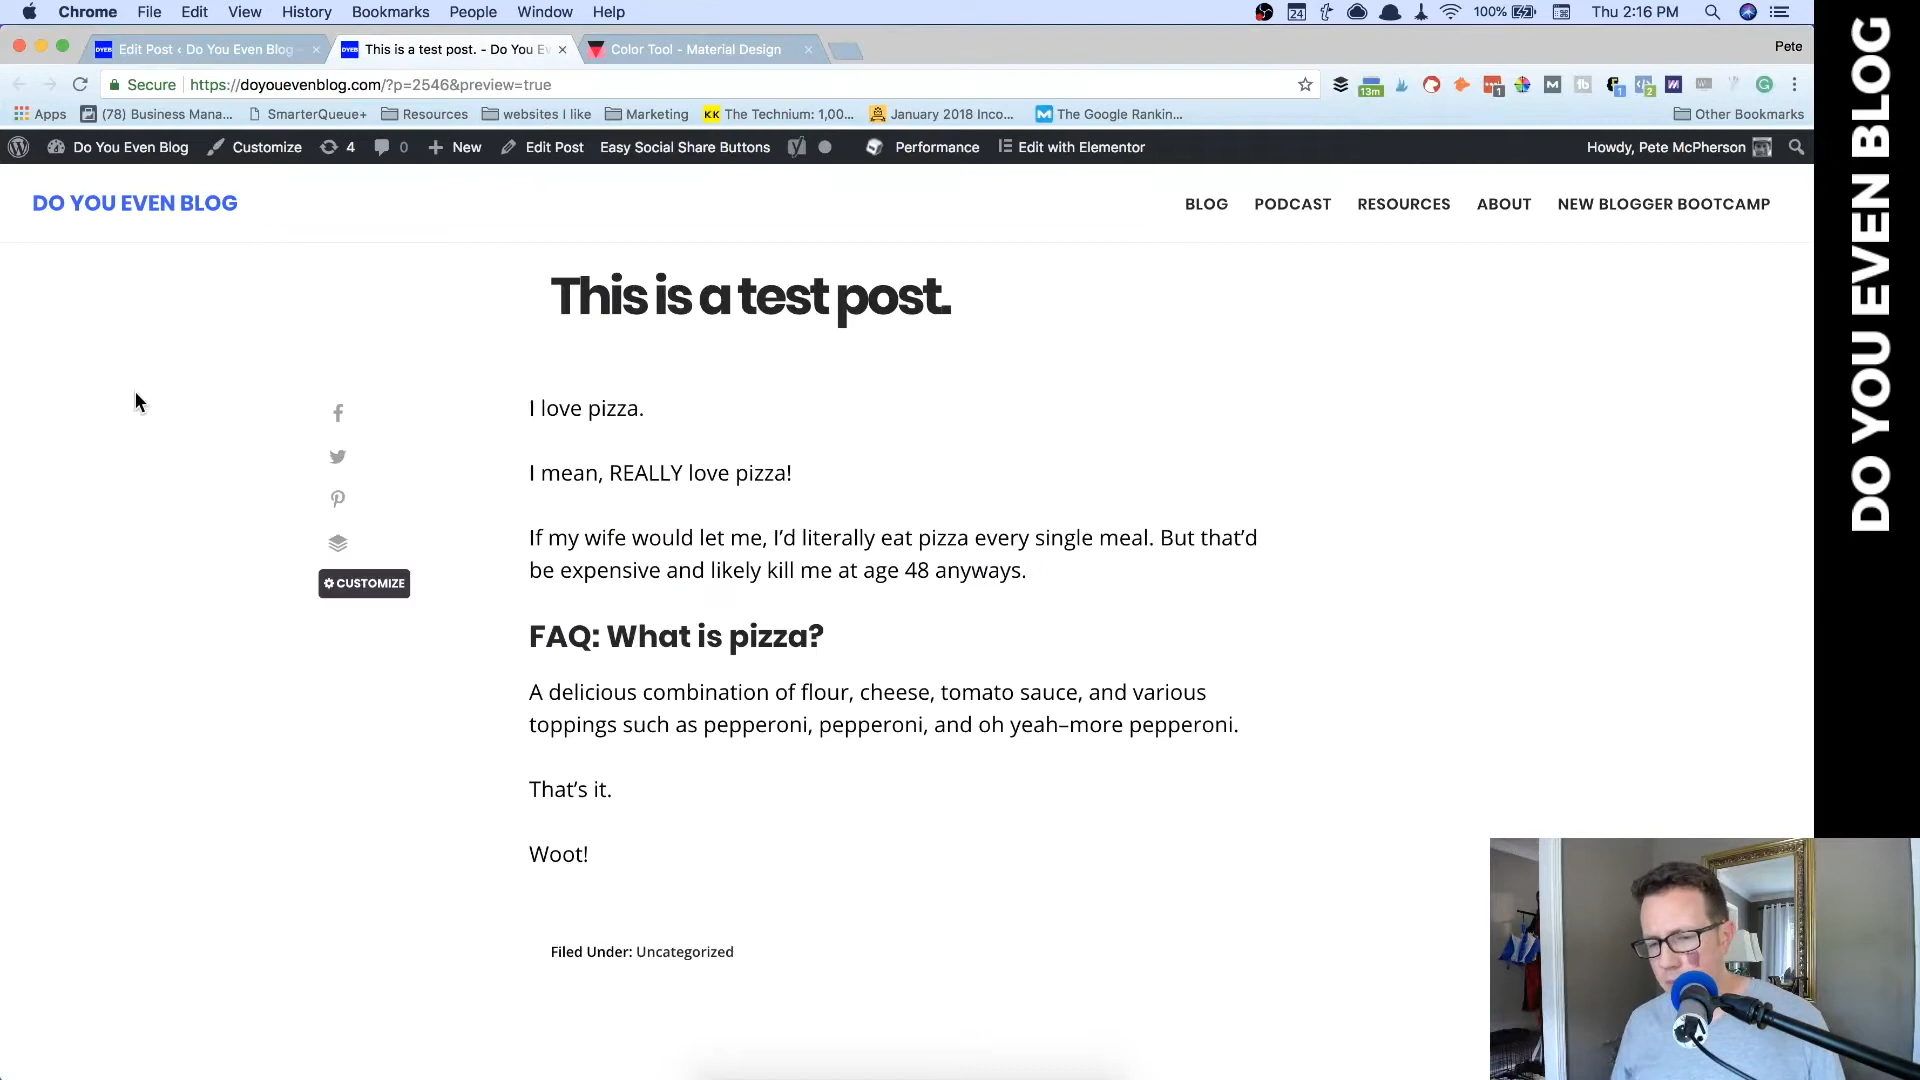 Chrome File Edit View History Bookmarks People Window Help
24 100% Thu 2:16 PM
Edit Post ‹ Do You Even Blog
This is a test post. - Do You Ev
Color Tool - Material Design
Pete
Secure https://doyouevenblog.com/?p=2546&preview=true
13m 1 1 2
Apps (78) Business Mana... SmarterQueue+ Resources websites I like Marketing KK The Technium: 1,00... January 2018 Inco... The Google Rankin... Other Bookmarks
Do You Even Blog Customize 4 0 New Edit Post Easy Social Share Buttons Performance Edit with Elementor Howdy, Pete McPherson
DO YOU EVEN BLOG
BLOG PODCAST RESOURCES ABOUT NEW BLOGGER BOOTCAMP
This is a test post.
I love pizza.
I mean, REALLY love pizza!
If my wife would let me, I’d literally eat pizza every single meal. But that’d
be expensive and likely kill me at age 48 anyways.
CUSTOMIZE
FAQ: What is pizza?
A delicious combination of flour, cheese, tomato sauce, and various
toppings such as pepperoni, pepperoni, and oh yeah–more pepperoni.
That’s it.
Woot!
Filed Under: Uncategorized
DO YOU EVEN BLOG